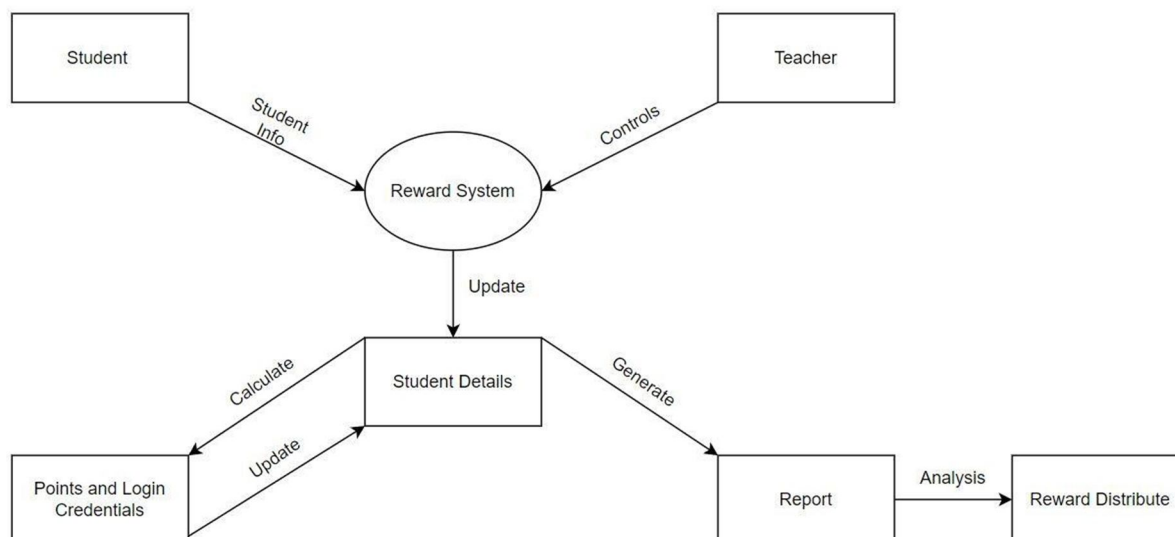 Student
Teacher
Student
Info
Controls
Reward System
Update
Calculate
Student Details
Generate
Update
Points and Login
Credentials
Report
Analysis
Reward Distribute